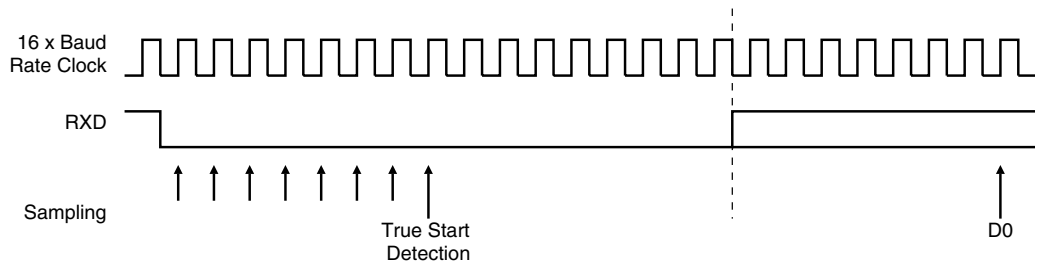 16 x Baud
Rate Clock
RXD
Sampling
True Start
Detection
D0